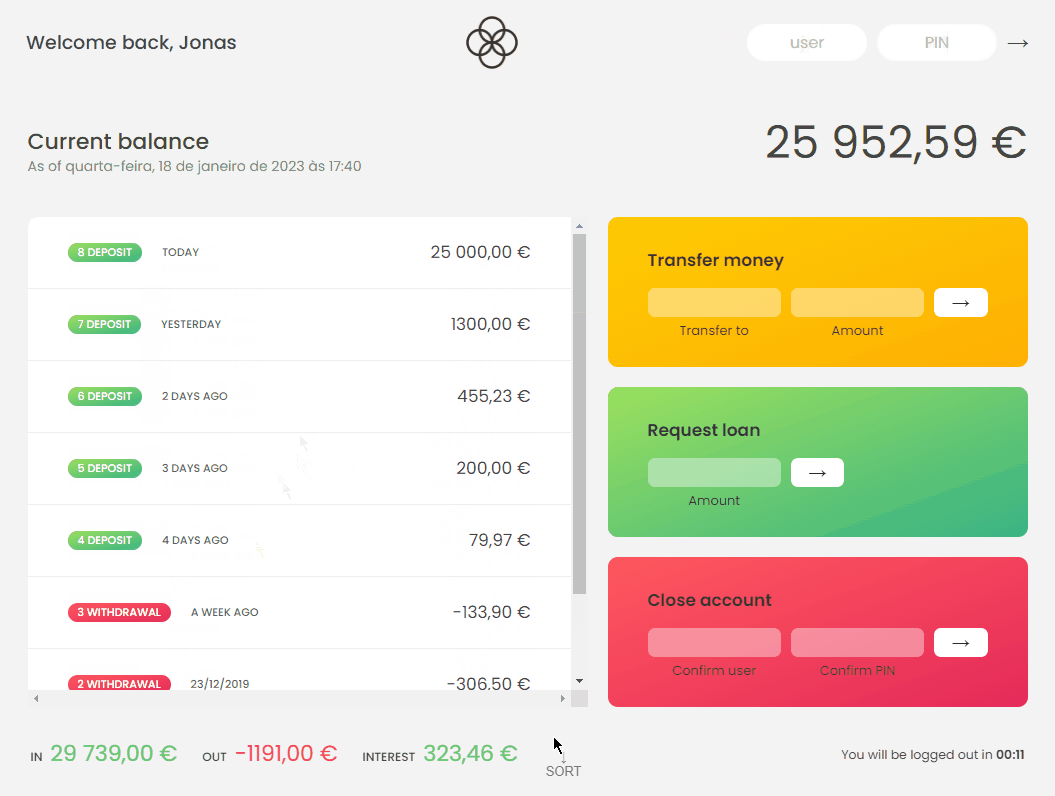 Welcome back, Jonas
user
PIN
→
Current balance
As of quarta-feira, 18 de janeiro de 2023 às 17:40
25 952,59 €
8 DEPOSIT TODAY 25 000,00 €
7 DEPOSIT YESTERDAY 1300,00 €
6 DEPOSIT 2 DAYS AGO 455,23 €
5 DEPOSIT 3 DAYS AGO 200,00 €
4 DEPOSIT 4 DAYS AGO 79,97 €
3 WITHDRAWAL A WEEK AGO -133,90 €
2 WITHDRAWAL 23/12/2019 -306,50 €
Transfer money
→
Transfer to Amount
Request loan
→
Amount
Close account
→
Confirm user Confirm PIN
IN 29 739,00 € OUT -1191,00 € INTEREST 323,46 €
↓ SORT
You will be logged out in 00:11